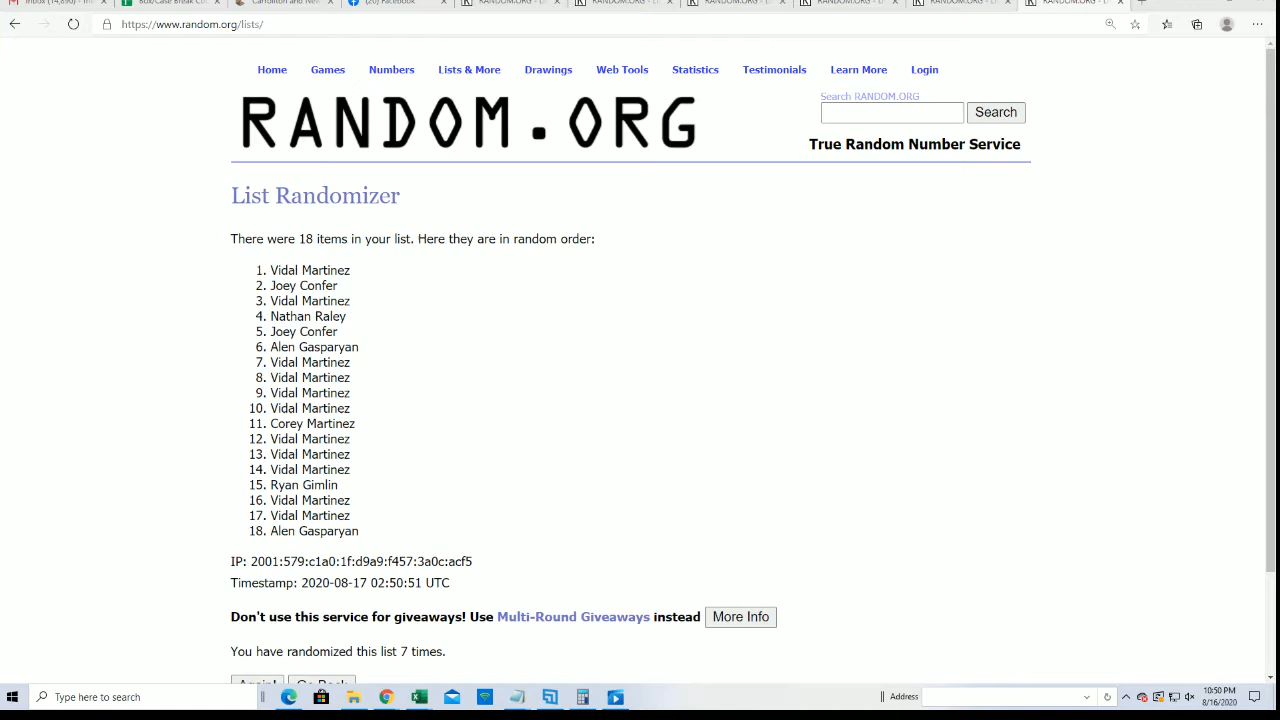 Home Games Numbers Lists & More Drawings Web Tools Statistics Testimonials Learn More Login
https://www.random.org/lists/
RANDOM.ORG
Search RANDOM.ORG
Search
True Random Number Service
List Randomizer
There were 18 items in your list. Here they are in random order:
1. Vidal Martinez
2. Joey Confer
3. Vidal Martinez
4. Nathan Raley
5. Joey Confer
6. Alen Gasparyan
7. Vidal Martinez
8. Vidal Martinez
9. Vidal Martinez
10. Vidal Martinez
11. Corey Martinez
12. Vidal Martinez
13. Vidal Martinez
14. Vidal Martinez
15. Ryan Gimlin
16. Vidal Martinez
17. Vidal Martinez
18. Alen Gasparyan
IP: 2001:579:c1a0:1f:d9a9:f457:3a0c:acf5
Timestamp: 2020-08-17 02:50:51 UTC
Don't use this service for giveaways! Use Multi-Round Giveaways instead More Info
You have randomized this list 7 times.
Again! Go Back
Type here to search
Address
10:50 PM
8/16/2020